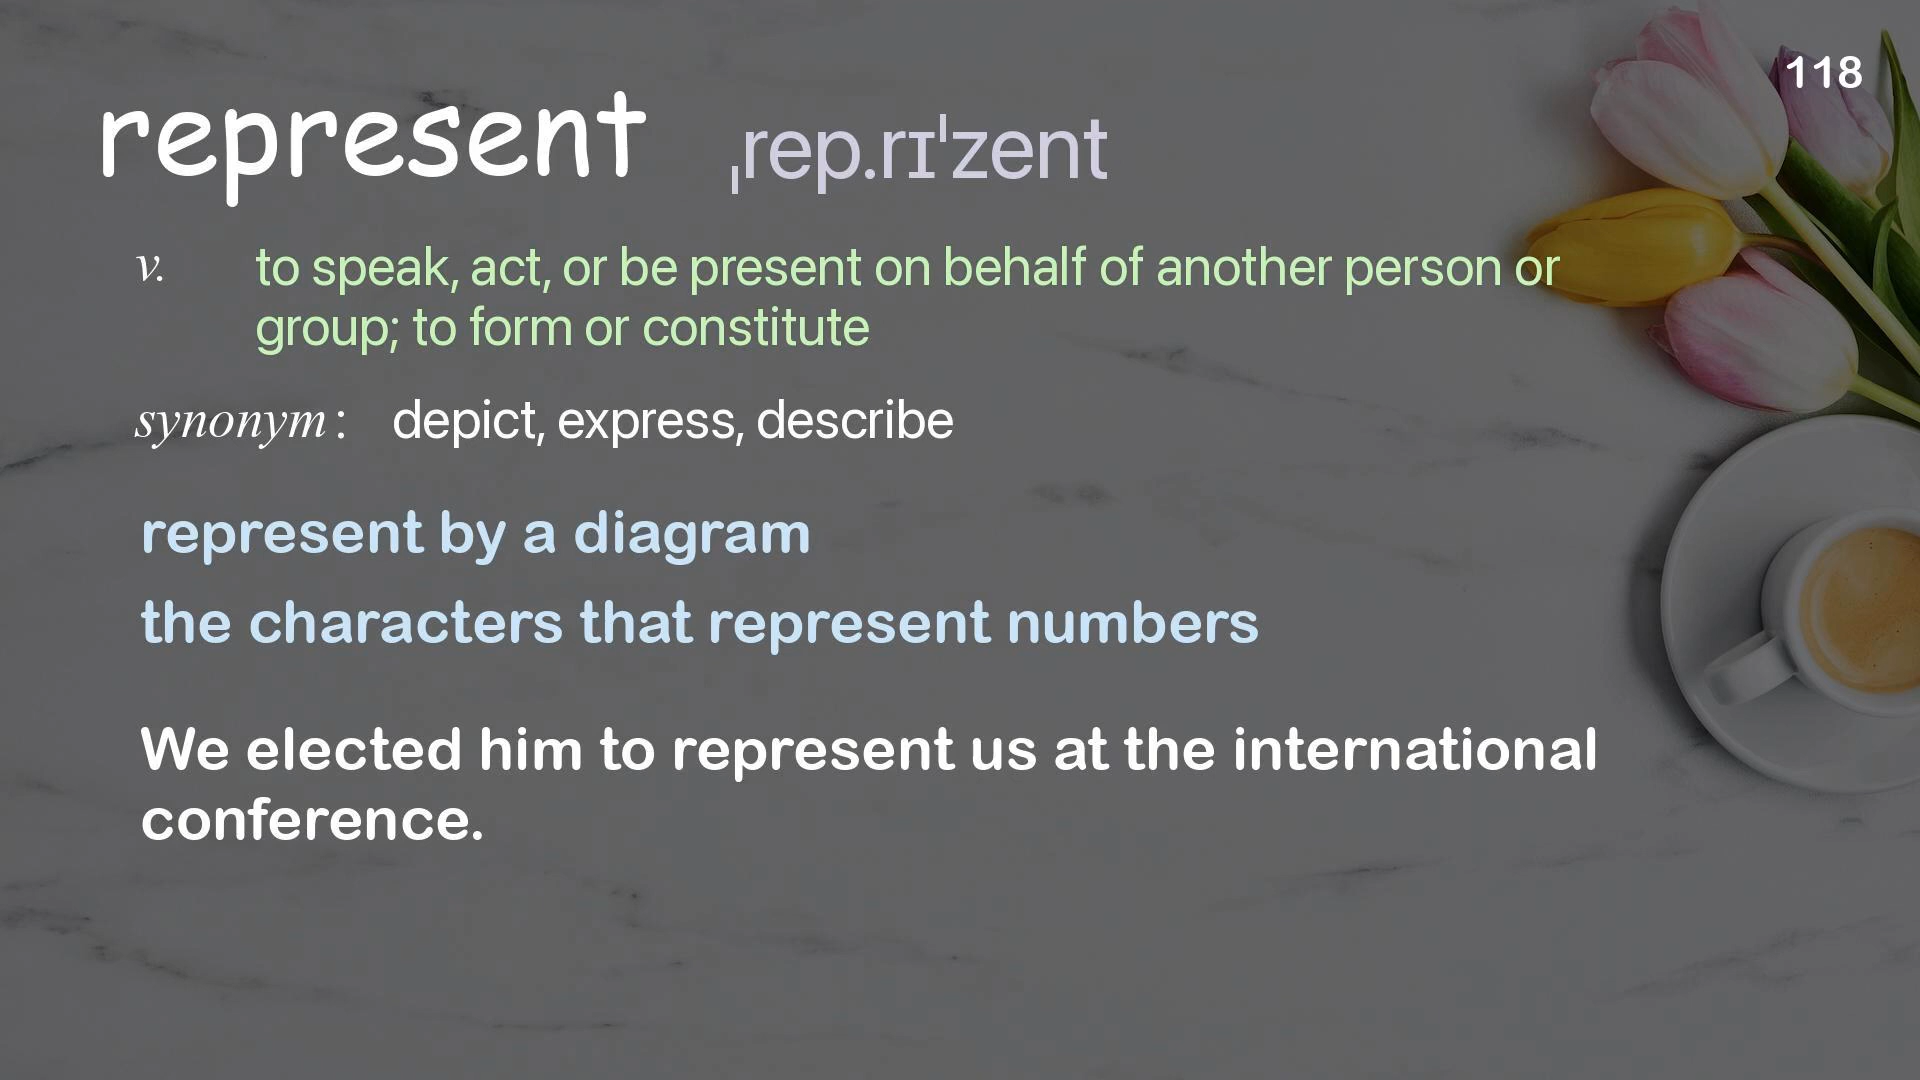 118
represent ˌrep.rɪˈzent
v. to speak, act, or be present on behalf of another person or
group; to form or constitute
synonym: depict, express, describe
represent by a diagram
the characters that represent numbers
We elected him to represent us at the international
conference.